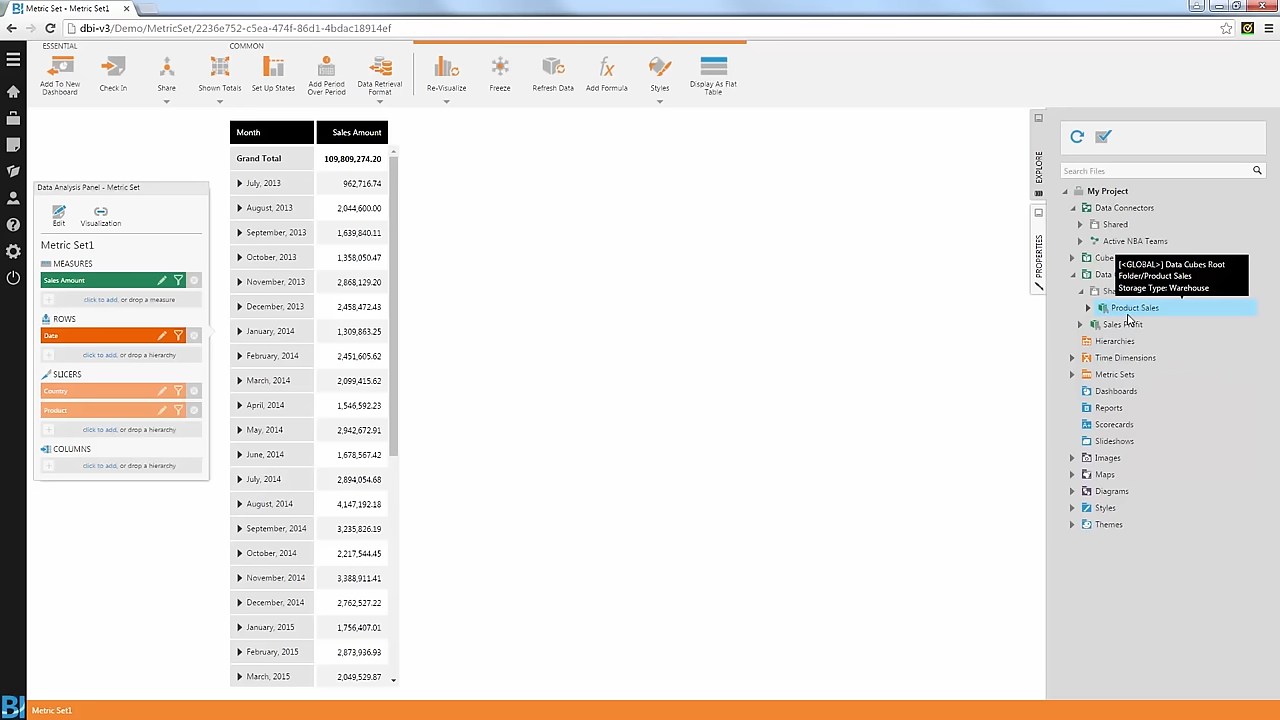 Metric Set - Metric Set1
dbi-v3/Demo/MetricSet/2236e752-c5ea-474f-86d1-4bdac18914ef
ESSENTIAL
COMMON
Add To New Dashboard
Check In
Share
Shown Totals
Set Up States
Add Period Over Period
Data Retrieval Format
Re-Visualize
Freeze
Refresh Data
Add Formula
Styles
Display As Flat Table
Data Analysis Panel - Metric Set
Edit
Visualization
Metric Set1
MEASURES
Sales Amount
click to add, or drop a measure
ROWS
Date
click to add, or drop a hierarchy
SLICERS
Country
Product
click to add, or drop a hierarchy
COLUMNS
click to add, or drop a hierarchy
Month Sales Amount
Grand Total 109,809,274.20
July, 2013 962,716.74
August, 2013 2,044,600.00
September, 2013 1,639,840.11
October, 2013 1,358,050.47
November, 2013 2,868,129.20
December, 2013 2,458,472.43
January, 2014 1,309,863.25
February, 2014 2,451,605.62
March, 2014 2,099,415.62
April, 2014 1,546,592.23
May, 2014 2,942,672.91
June, 2014 1,678,567.42
July, 2014 2,894,054.68
August, 2014 4,147,192.18
September, 2014 3,235,826.19
October, 2014 2,217,544.45
November, 2014 3,388,911.41
December, 2014 2,762,527.22
January, 2015 1,756,407.01
February, 2015 2,873,936.93
March, 2015 2,049,529.87
EXPLORE
PROPERTIES
Search Files
My Project
Data Connectors
Shared
Active NBA Teams
Cube
Data
Sha
[<GLOBAL>] Data Cubes Root
Folder/Product Sales
Storage Type: Warehouse
Product Sales
Sales Profit
Hierarchies
Time Dimensions
Metric Sets
Dashboards
Reports
Scorecards
Slideshows
Images
Maps
Diagrams
Styles
Themes
BI
Metric Set1